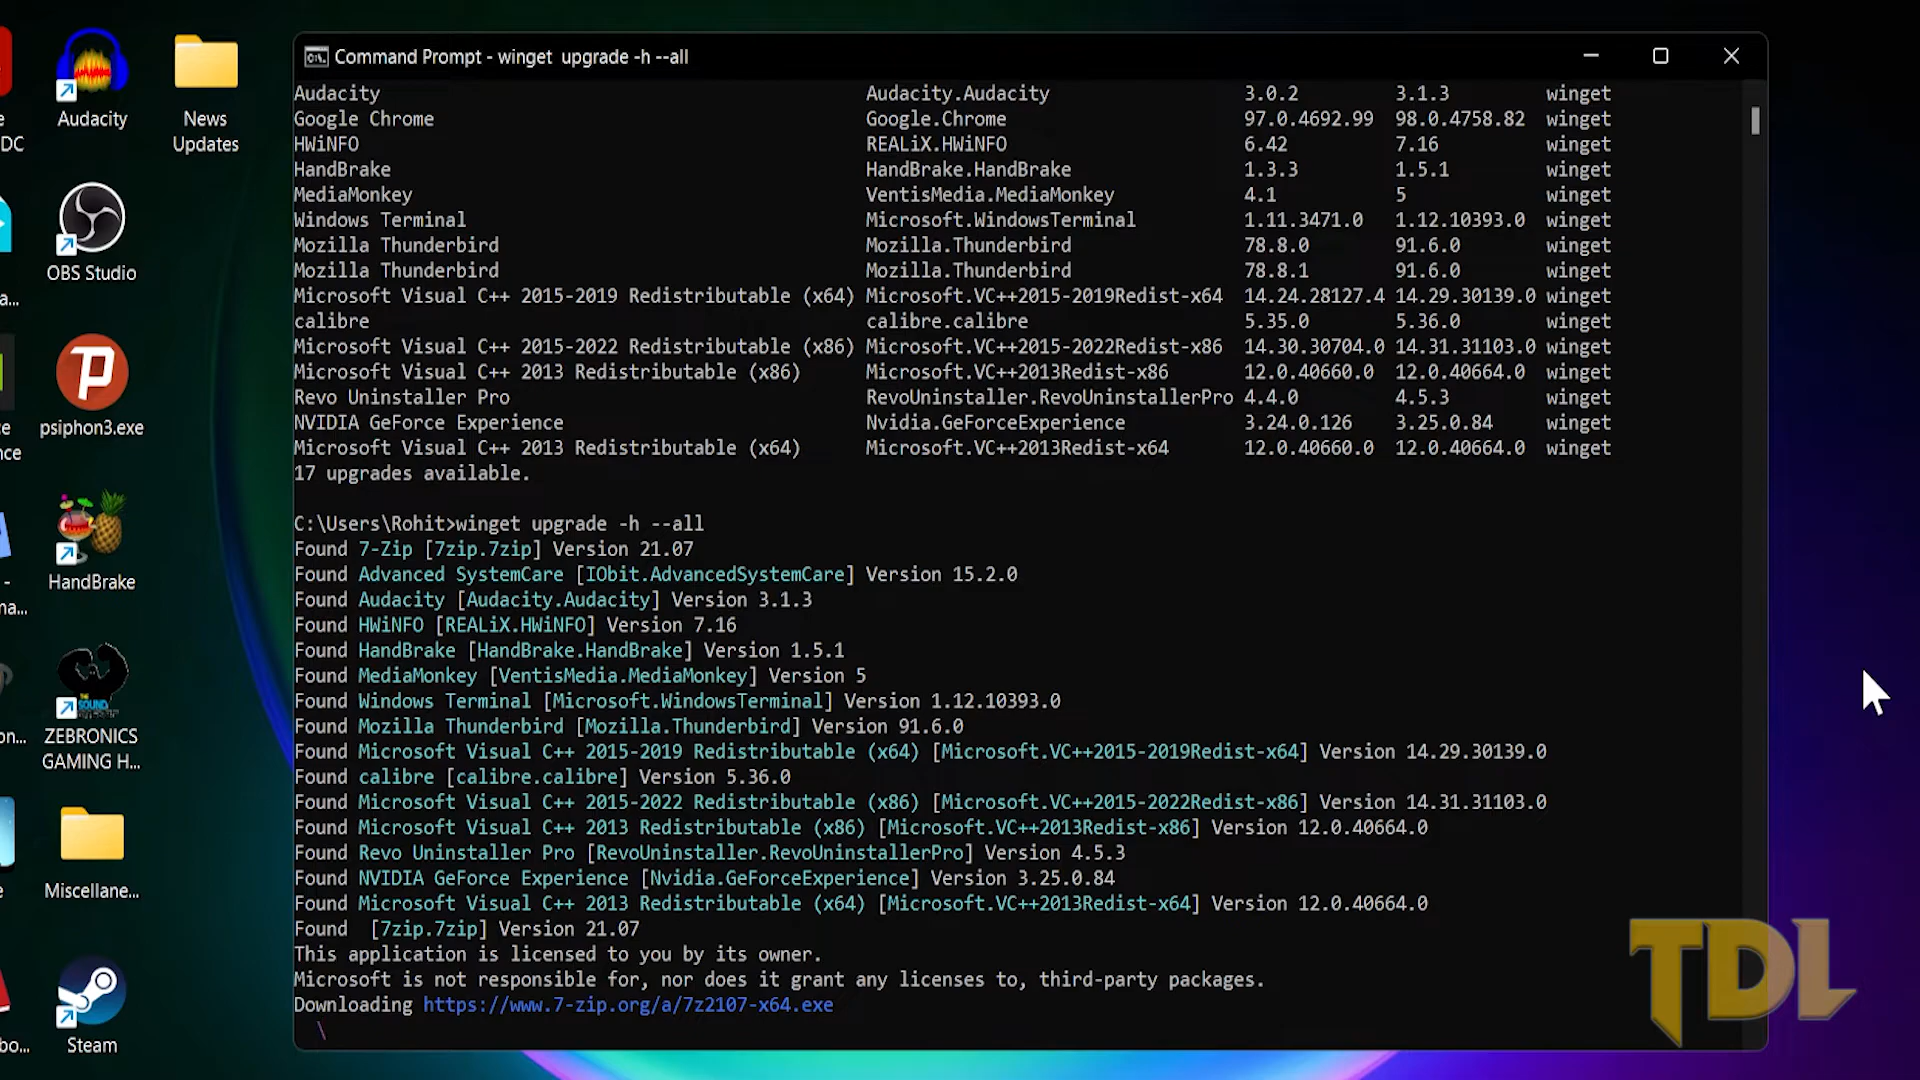 Command Prompt - winget  upgrade -h --all
Audacity Audacity.Audacity 3.0.2 3.1.3 winget
Google Chrome Google.Chrome 97.0.4692.99 98.0.4758.82 winget
HWiNFO REALiX.HWiNFO 6.42 7.16 winget
HandBrake HandBrake.HandBrake 1.3.3 1.5.1 winget
MediaMonkey VentisMedia.MediaMonkey 4.1 5 winget
Windows Terminal Microsoft.WindowsTerminal 1.11.3471.0 1.12.10393.0 winget
Mozilla Thunderbird Mozilla.Thunderbird 78.8.0 91.6.0 winget
Mozilla Thunderbird Mozilla.Thunderbird 78.8.1 91.6.0 winget
Microsoft Visual C++ 2015-2019 Redistributable (x64) Microsoft.VC++2015-2019Redist-x64 14.24.28127.4 14.29.30139.0 winget
calibre calibre.calibre 5.35.0 5.36.0 winget
Microsoft Visual C++ 2015-2022 Redistributable (x86) Microsoft.VC++2015-2022Redist-x86 14.30.30704.0 14.31.31103.0 winget
Microsoft Visual C++ 2013 Redistributable (x86) Microsoft.VC++2013Redist-x86 12.0.40660.0 12.0.40664.0 winget
Revo Uninstaller Pro RevoUninstaller.RevoUninstallerPro 4.4.0 4.5.3 winget
NVIDIA GeForce Experience Nvidia.GeForceExperience 3.24.0.126 3.25.0.84 winget
Microsoft Visual C++ 2013 Redistributable (x64) Microsoft.VC++2013Redist-x64 12.0.40660.0 12.0.40664.0 winget
17 upgrades available.
C:\Users\Rohit>winget upgrade -h --all
Found 7-Zip [7zip.7zip] Version 21.07
Found Advanced SystemCare [IObit.AdvancedSystemCare] Version 15.2.0
Found Audacity [Audacity.Audacity] Version 3.1.3
Found HWiNFO [REALiX.HWiNFO] Version 7.16
Found HandBrake [HandBrake.HandBrake] Version 1.5.1
Found MediaMonkey [VentisMedia.MediaMonkey] Version 5
Found Windows Terminal [Microsoft.WindowsTerminal] Version 1.12.10393.0
Found Mozilla Thunderbird [Mozilla.Thunderbird] Version 91.6.0
Found Microsoft Visual C++ 2015-2019 Redistributable (x64) [Microsoft.VC++2015-2019Redist-x64] Version 14.29.30139.0
Found calibre [calibre.calibre] Version 5.36.0
Found Microsoft Visual C++ 2015-2022 Redistributable (x86) [Microsoft.VC++2015-2022Redist-x86] Version 14.31.31103.0
Found Microsoft Visual C++ 2013 Redistributable (x86) [Microsoft.VC++2013Redist-x86] Version 12.0.40664.0
Found Revo Uninstaller Pro [RevoUninstaller.RevoUninstallerPro] Version 4.5.3
Found NVIDIA GeForce Experience [Nvidia.GeForceExperience] Version 3.25.0.84
Found Microsoft Visual C++ 2013 Redistributable (x64) [Microsoft.VC++2013Redist-x64] Version 12.0.40664.0
Found  [7zip.7zip] Version 21.07
This application is licensed to you by its owner.
Microsoft is not responsible for, nor does it grant any licenses to, third-party packages.
Downloading https://www.7-zip.org/a/7z2107-x64.exe
\
Audacity
News
Updates
OBS Studio
psiphon3.exe
HandBrake
ZEBRONICS
GAMING H...
Miscellane...
Steam
TDL